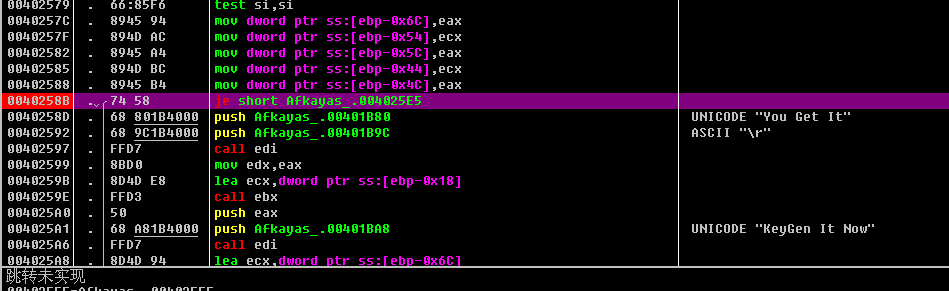 00402579 . 66:85F6 test si,si
0040257C . 8945 94 mov dword ptr ss:[ebp-0x6C],eax
0040257F . 894D AC mov dword ptr ss:[ebp-0x54],ecx
00402582 . 8945 A4 mov dword ptr ss:[ebp-0x5C],eax
00402585 . 894D BC mov dword ptr ss:[ebp-0x44],ecx
00402588 . 8945 B4 mov dword ptr ss:[ebp-0x4C],eax
0040258B . 74 58 je short Afkayas_.004025E5
0040258D . 68 801B4000 push Afkayas_.00401B80 UNICODE "You Get It"
00402592 . 68 9C1B4000 push Afkayas_.00401B9C ASCII "\r"
00402597 . FFD7 call edi
00402599 . 8BD0 mov edx,eax
0040259B . 8D4D E8 lea ecx,dword ptr ss:[ebp-0x18]
0040259E . FFD3 call ebx
004025A0 . 50 push eax
004025A1 . 68 A81B4000 push Afkayas_.00401BA8 UNICODE "KeyGen It Now"
004025A6 . FFD7 call edi
004025A8 . 8D4D 94 lea ecx,dword ptr ss:[ebp-0x6C]
跳转未实现